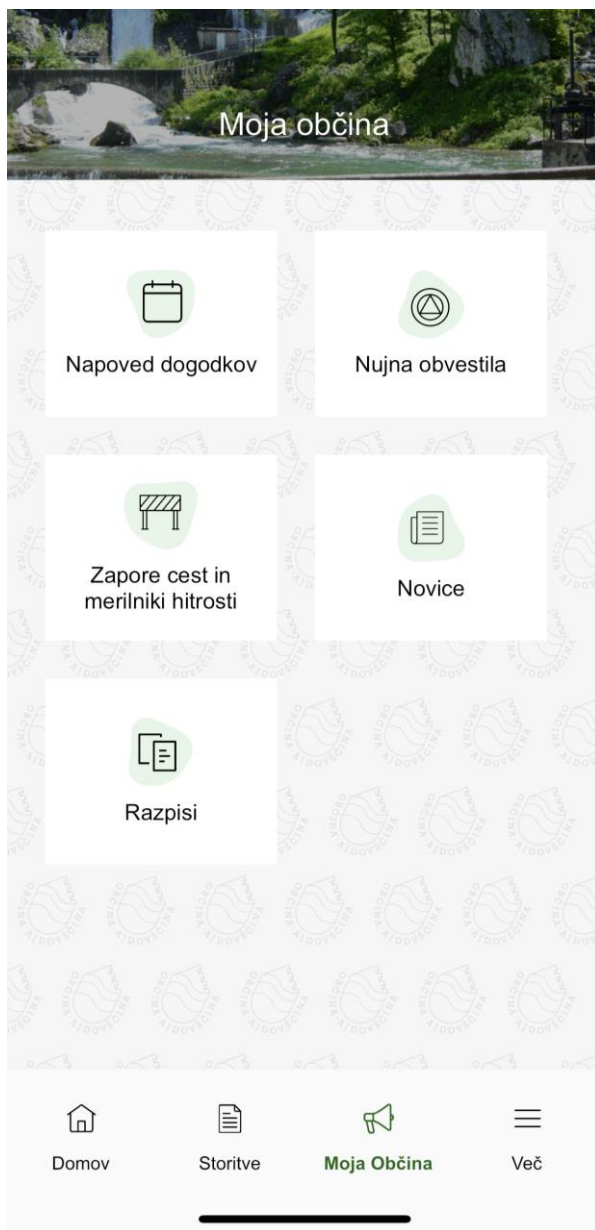 Moja občina
Napoved dogodkov
Nujna obvestila
Zapore cest in
merilniki hitrosti
Novice
Razpisi
Domov
Storitve
Moja Občina
Več